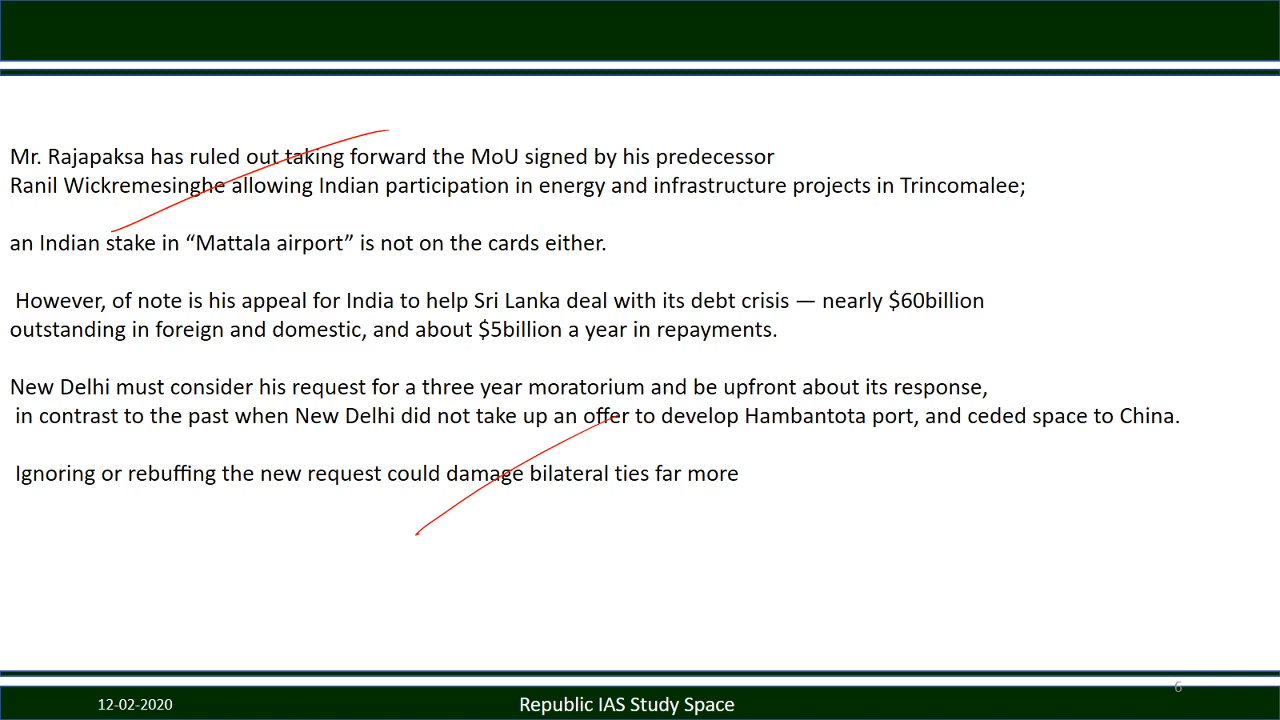 Mr. Rajapaksa has ruled out taking forward the MoU signed by his predecessor
Ranil Wickremesinghe allowing Indian participation in energy and infrastructure projects in Trincomalee;
an Indian stake in “Mattala airport” is not on the cards either.
However, of note is his appeal for India to help Sri Lanka deal with its debt crisis — nearly $60billion
outstanding in foreign and domestic, and about $5billion a year in repayments.
New Delhi must consider his request for a three year moratorium and be upfront about its response,
in contrast to the past when New Delhi did not take up an offer to develop Hambantota port, and ceded space to China.
Ignoring or rebuffing the new request could damage bilateral ties far more
6
12-02-2020
Republic IAS Study Space